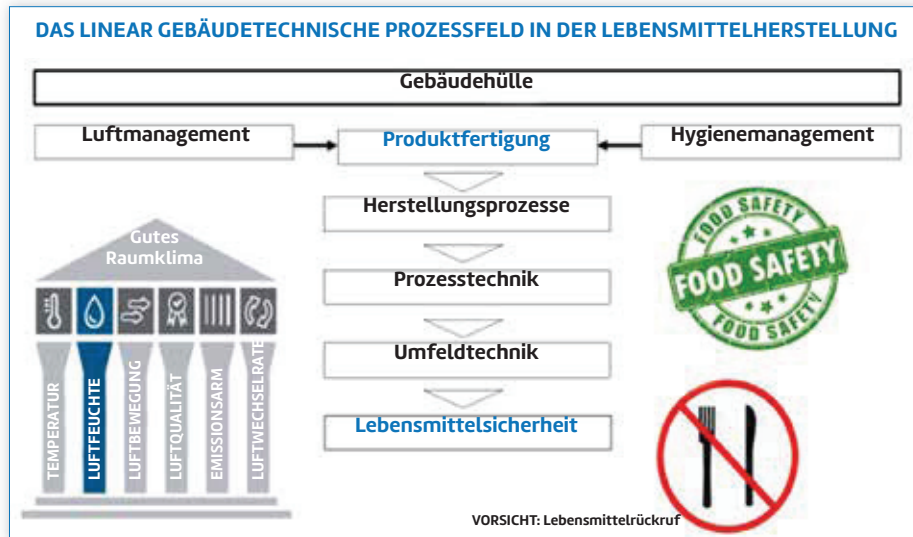 DAS LINEAR GEBÄUDETECHNISCHE PROZESSFELD IN DER LEBENSMITTELHERSTELLUNG
Gebäudehülle
Luftmanagement
Produktfertigung
Hygienemanagement
Herstellungsprozesse
Prozesstechnik
Umfeldtechnik
Lebensmittelsicherheit
Gutes
Raumklima
TEMPERATUR
LUFTFEUCHTE
LUFTBEWEGUNG
LUFTQUALITÄT
EMISSIONSARM
LUFTWECHSELRATE
FOOD SAFETY
FOOD SAFETY
FOOD SAFETY
VORSICHT: Lebensmittelrückruf